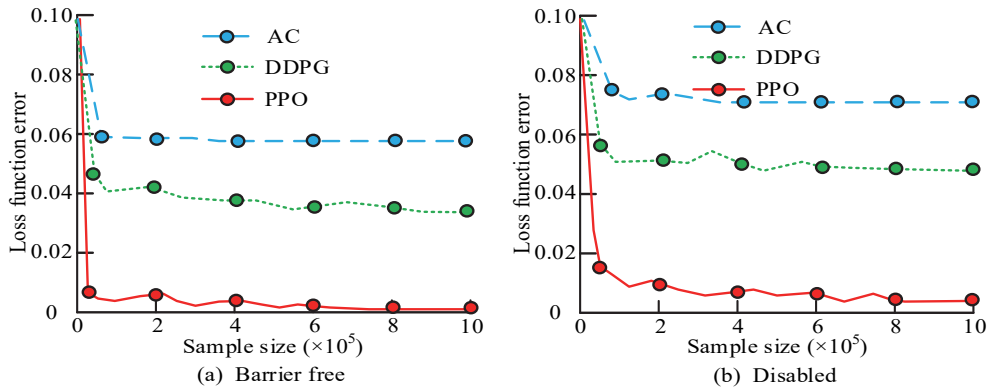 0.10
0.08
0.06
0.04
0.02
0
Loss function error
AC
DDPG
PPO
0 2 4 6 8 10
Sample size (×10⁵)
(a) Barrier free
0.10
0.08
0.06
0.04
0.02
0
Loss function error
AC
DDPG
PPO
0 2 4 6 8 10
Sample size (×10⁵)
(b) Disabled